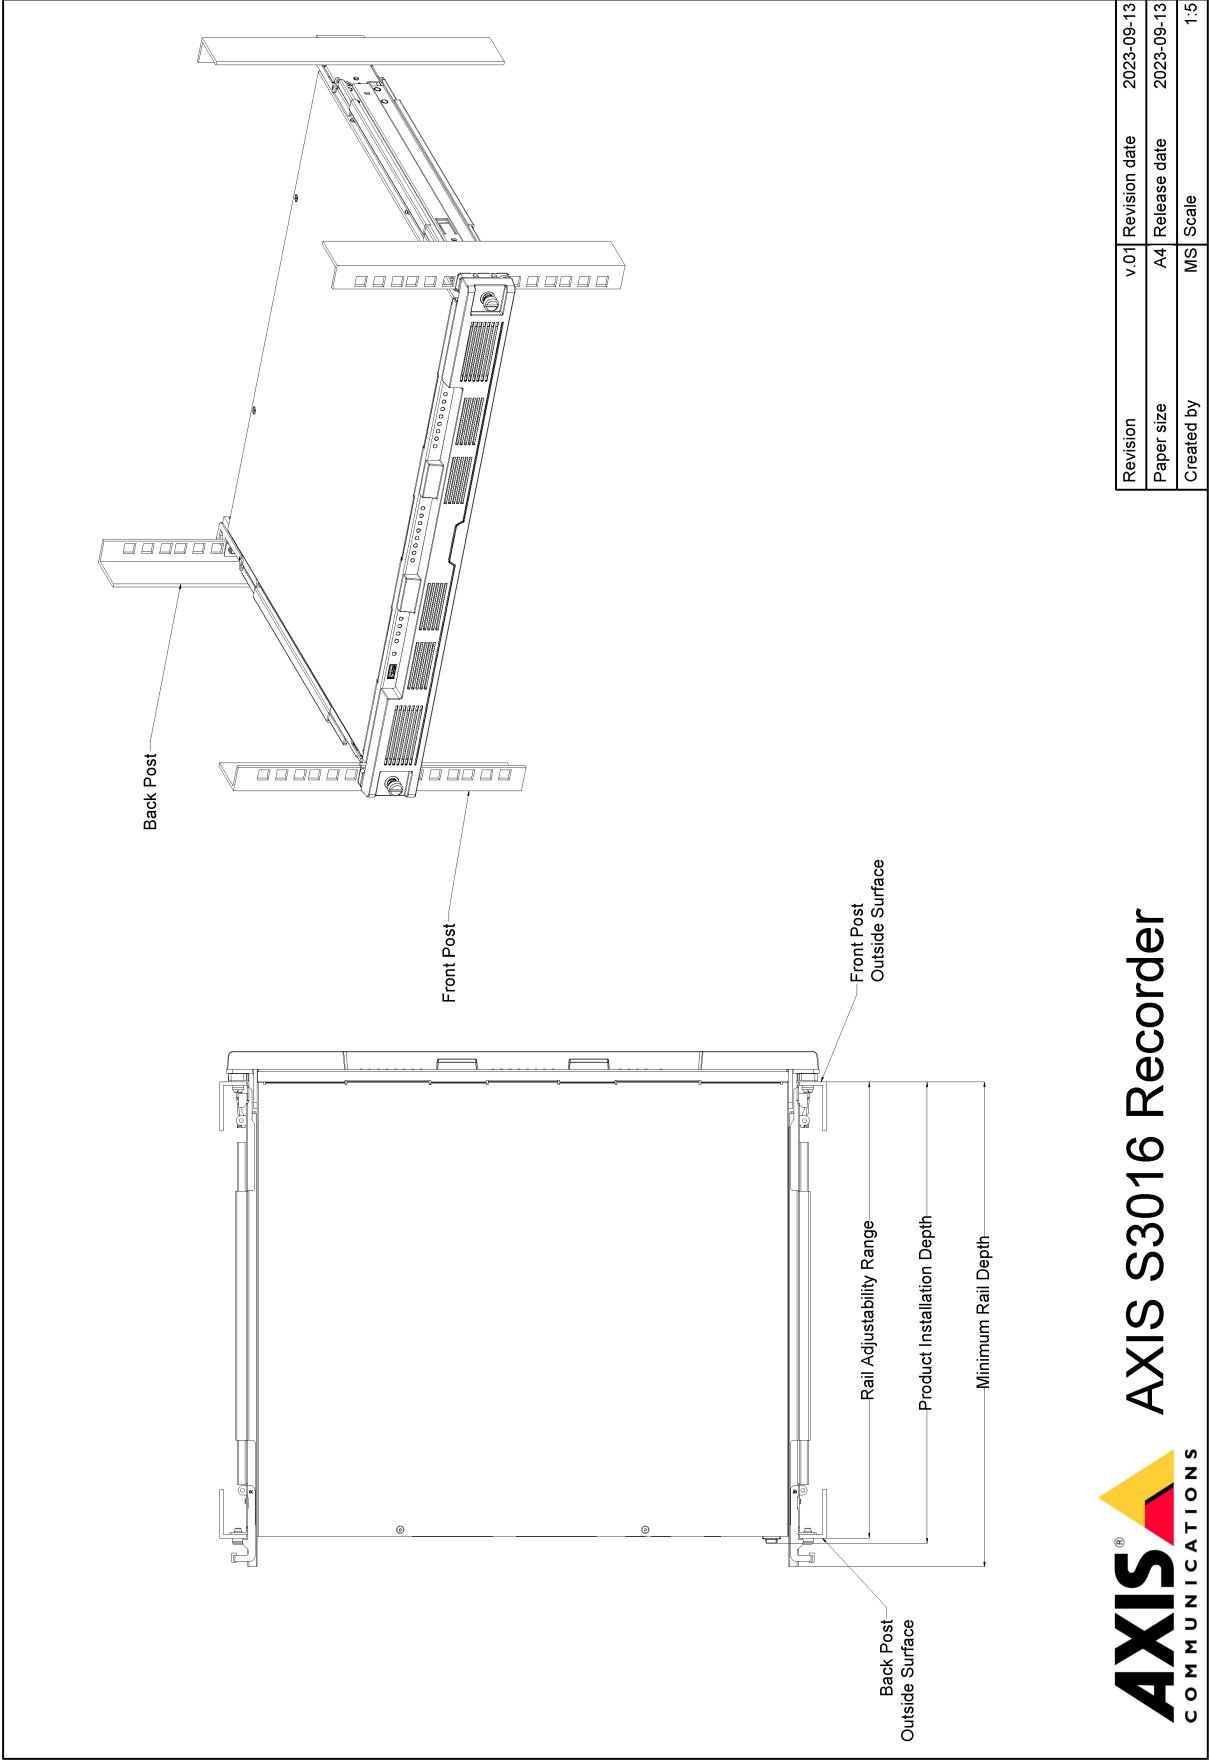 Back Post
Front Post
Front Post
Outside Surface
Rail Adjustability Range
Product Installation Depth
Minimum Rail Depth
Back Post
Outside Surface
AXIS®
COMMUNICATIONS
AXIS S3016 Recorder
Revision v.01 Revision date 2023-09-13
Paper size A4 Release date 2023-09-13
Created by MS Scale 1:5